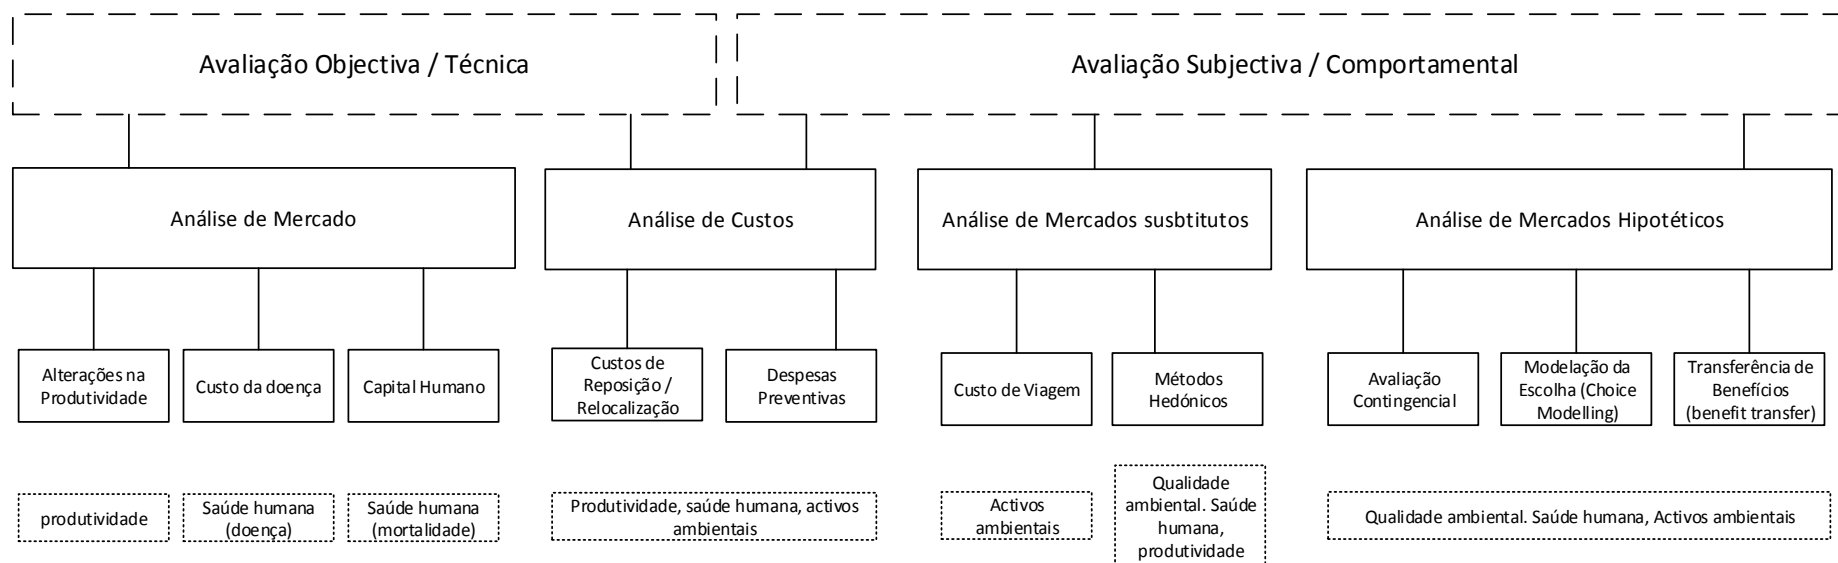 Avaliação Objectiva / Técnica
Avaliação Subjectiva / Comportamental
Análise de Mercado
Análise de Custos
Análise de Mercados susbtitutos
Análise de Mercados Hipotéticos
Alterações na
Produtividade
Custo da doença
Capital Humano
Custos de
Reposição /
Relocalização
Despesas
Preventivas
Custo de Viagem
Métodos
Hedónicos
Avaliação
Contingencial
Modelação da
Escolha (Choice
Modelling)
Transferência de
Benefícios
(benefit transfer)
produtividade
Saúde humana
(doença)
Saúde humana
(mortalidade)
Produtividade, saúde humana, activos
ambientais
Activos
ambientais
Qualidade
ambiental. Saúde
humana,
produtividade
Qualidade ambiental. Saúde humana, Activos ambientais